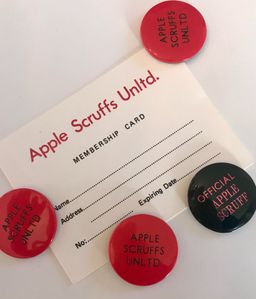 APPLE
SCRUFFS
UNLTD
Apple Scruffs Unltd.
MEMBERSHIP CARD
Name
Address
Expiring Date
No:
APPLE
SCRUFFS
UNLTD
APPLE
SCRUFFS
UNLTD
OFFICIAL
APPLE
SCRUFF